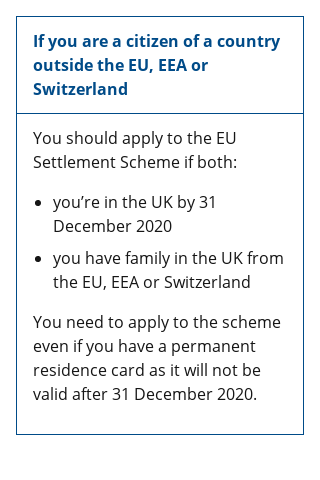 If you are a citizen of a country
outside the EU, EEA or
Switzerland
You should apply to the EU
Settlement Scheme if both:
• you’re in the UK by 31
December 2020
• you have family in the UK from
the EU, EEA or Switzerland
You need to apply to the scheme
even if you have a permanent
residence card as it will not be
valid after 31 December 2020.